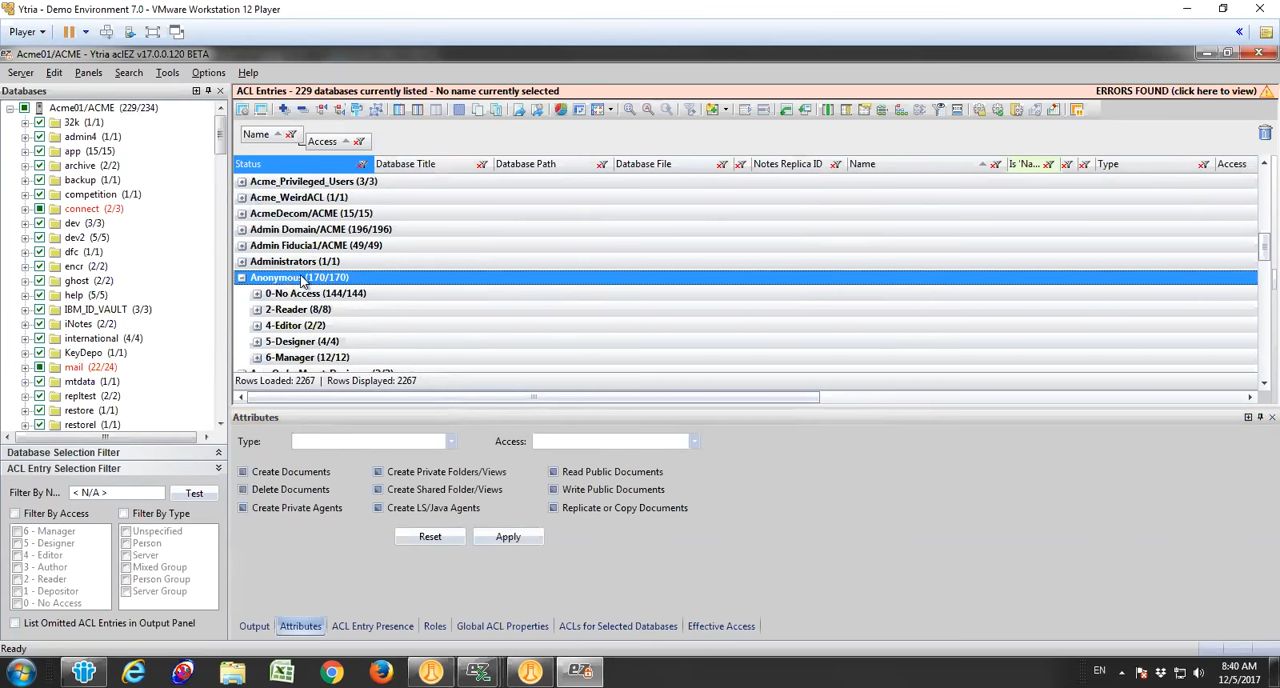 Ytria - Demo Environment 7.0 - VMware Workstation 12 Player
Player
Acme01/ACME - Ytria aclEZ v17.0.0.120 BETA
Server Edit Panels Search Tools Options Help
Databases
ACL Entries - 229 databases currently listed - No name currently selected
ERRORS FOUND (click here to view)
Acme01/ACME (229/234)
32k (1/1)
admin4 (1/1)
app (15/15)
archive (2/2)
backup (1/1)
competition (1/1)
connect (2/3)
dev (3/3)
dev2 (5/5)
dfc (1/1)
encr (2/2)
ghost (2/2)
help (5/5)
IBM_ID_VAULT (3/3)
iNotes (2/2)
international (4/4)
KeyDepo (1/1)
mail (22/24)
mtdata (1/1)
repltest (2/2)
restore (1/1)
restorel (1/1)
Name
Access
Status Database Title Database Path Database File Notes Replica ID Name Is 'Na... Type Access
Acme_Privileged_Users (3/3)
Acme_WeirdACL (1/1)
AcmeDecom/ACME (15/15)
Admin Domain/ACME (196/196)
Admin Fiducia1/ACME (49/49)
Administrators (1/1)
Anonymous (170/170)
0-No Access (144/144)
2-Reader (8/8)
4-Editor (2/2)
5-Designer (4/4)
6-Manager (12/12)
Rows Loaded: 2267 | Rows Displayed: 2267
Attributes
Type:
Access:
Create Documents
Create Private Folders/Views
Read Public Documents
Delete Documents
Create Shared Folder/Views
Write Public Documents
Create Private Agents
Create LS/Java Agents
Replicate or Copy Documents
Reset
Apply
Database Selection Filter
ACL Entry Selection Filter
Filter By N... < N/A > Test
Filter By Access
Filter By Type
6 - Manager
5 - Designer
4 - Editor
3 - Author
2 - Reader
1 - Depositor
0 - No Access
Unspecified
Person
Server
Mixed Group
Person Group
Server Group
List Omitted ACL Entries in Output Panel
Output Attributes ACL Entry Presence Roles Global ACL Properties ACLs for Selected Databases Effective Access
Ready
EN
8:40 AM
12/5/2017